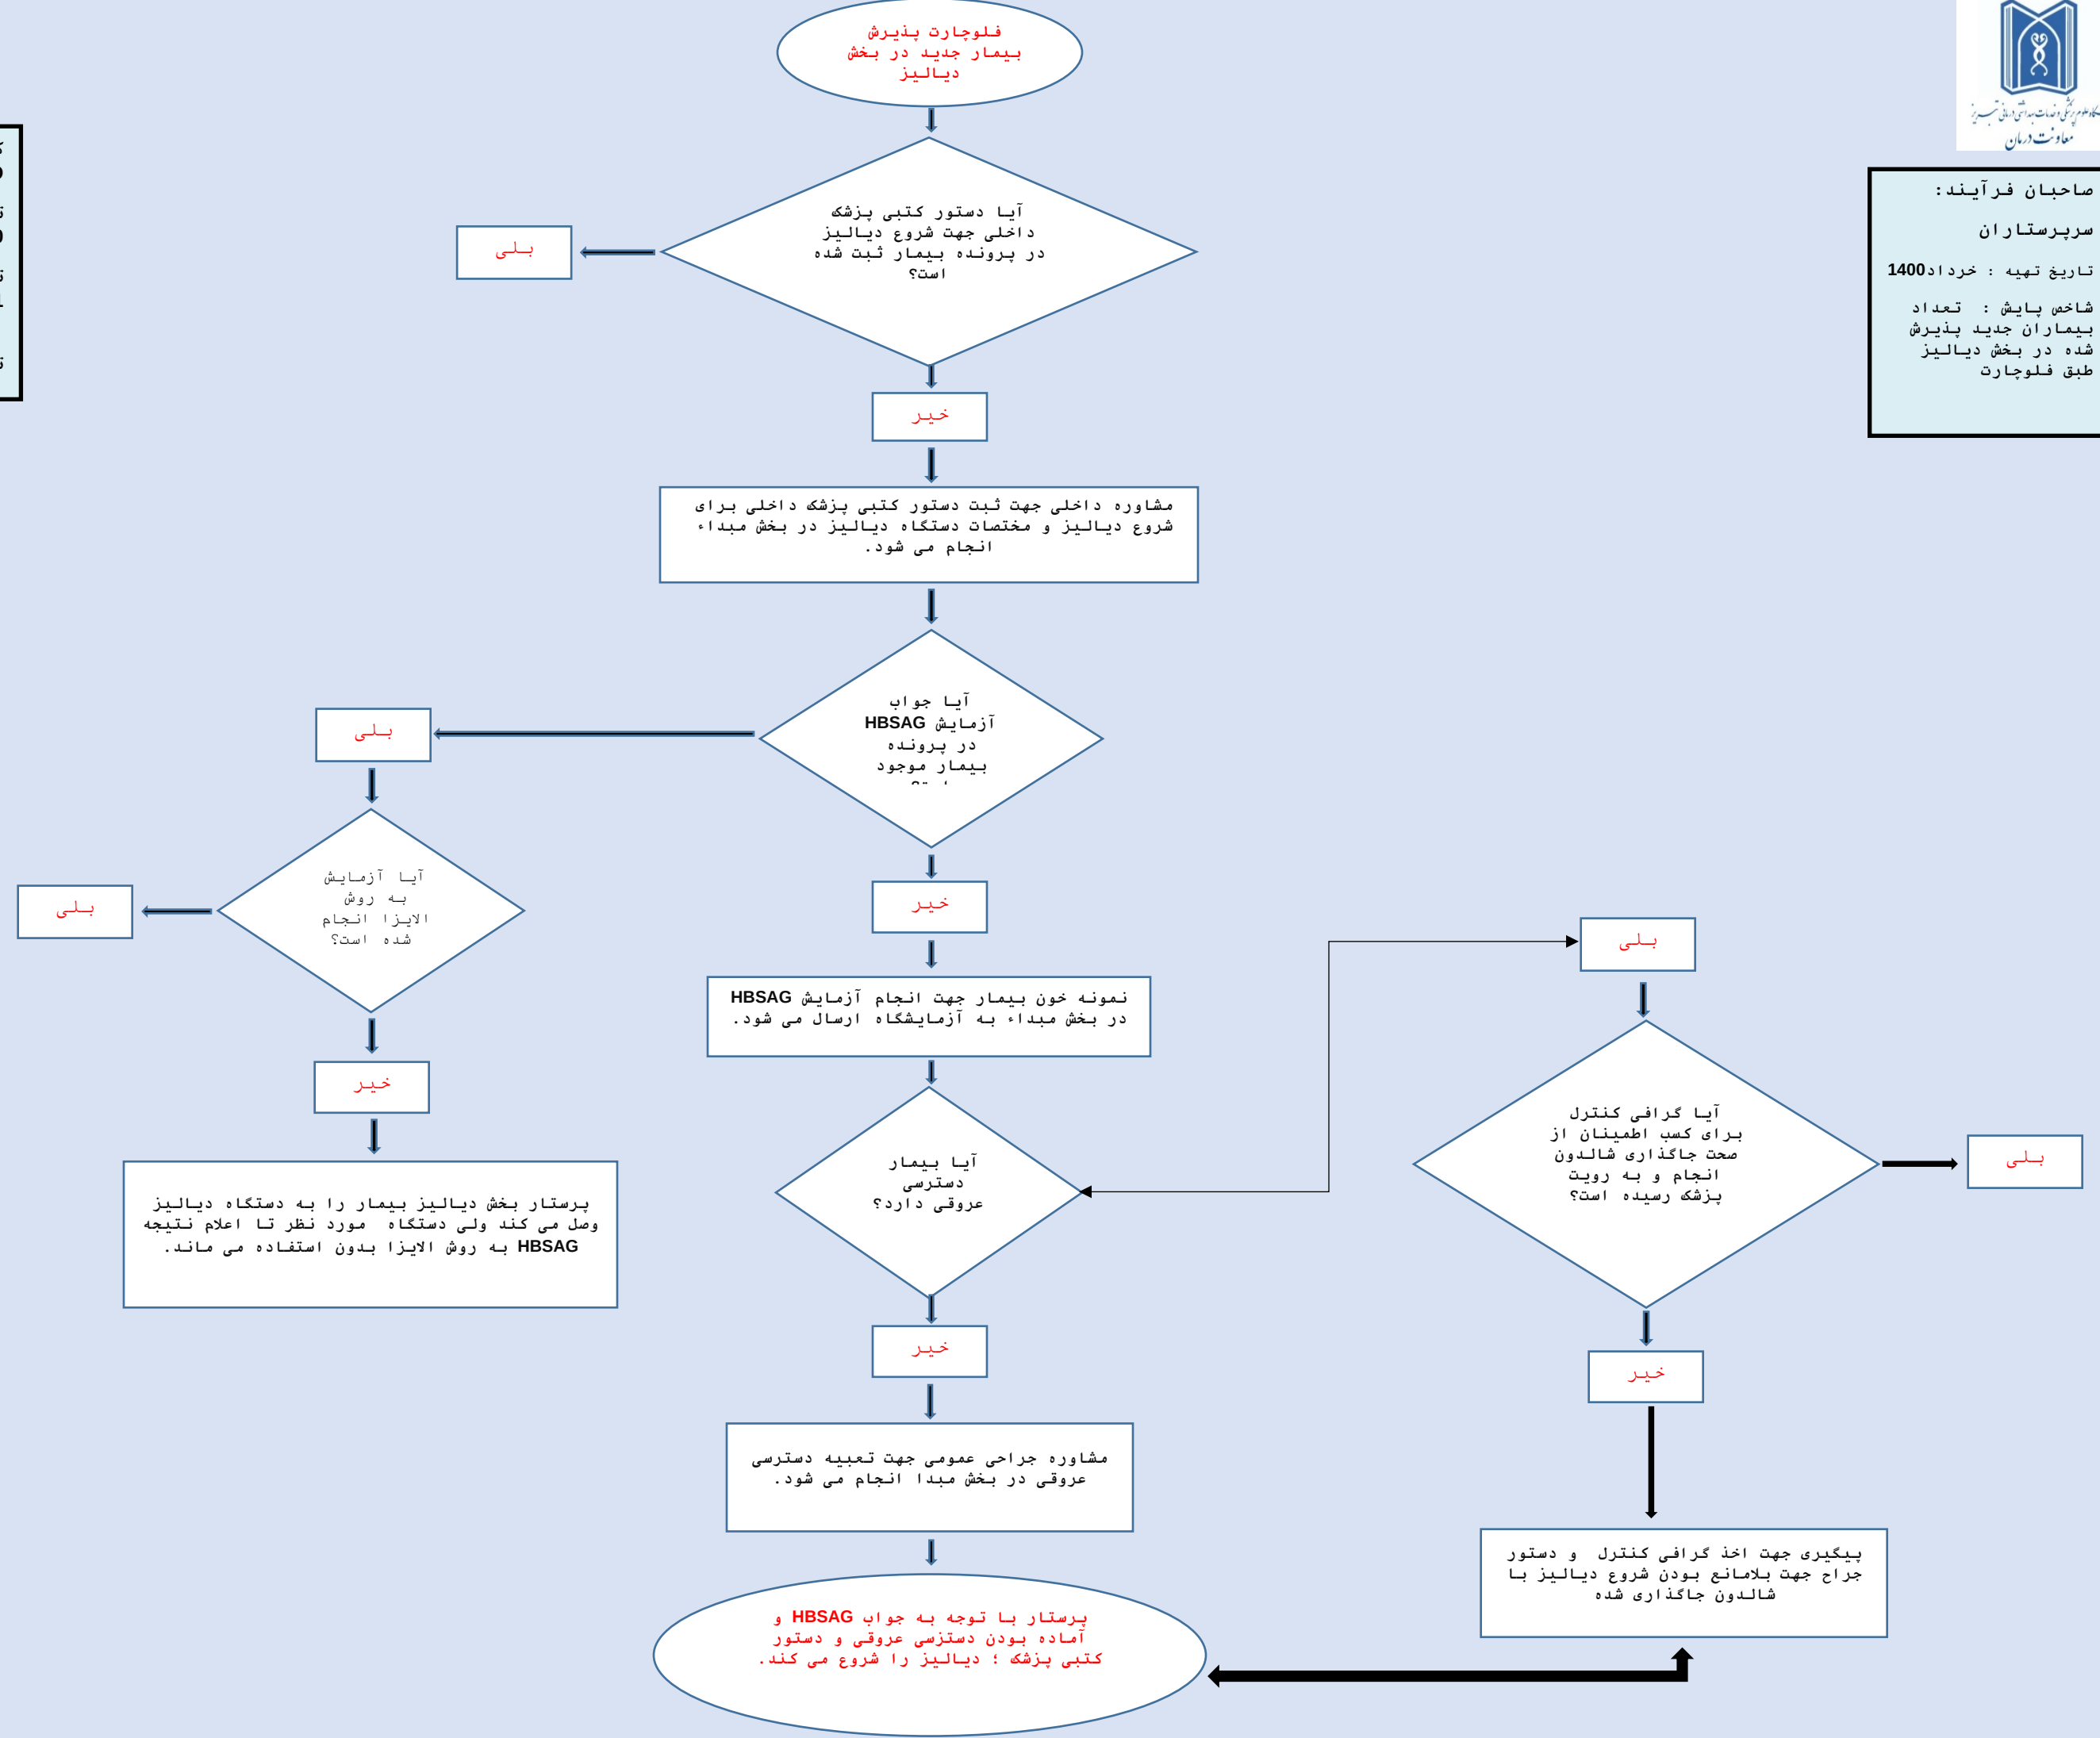 فلوچارت پذیرش
بیمار جدید در بخش
دیالیز
معاونت درمان
صاحبان فرآیند:
سرپرستاران
تاریخ تهیه : خرداد1400
شاخص پایش : تعداد
بیماران جدید پذیرش
شده در بخش دیالیز
طبق فلوچارت
آیا دستور کتبی پزشک
داخلی جهت شروع دیالیز
در پرونده بیمار ثبت شده
است؟
بلی
خیر
مشاوره داخلی جهت ثبت دستور کتبی پزشک داخلی برای
شروع دیالیز و مختصات دستگاه دیالیز در بخش مبداء
انجام می شود.
آیا جواب
آزمایش HBSAG
در پرونده
بیمار موجود
بلی
آیا آزمایش
به روش
الایزا انجام
شده است؟
بلی
خیر
پرستار بخش دیالیز بیمار را به دستگاه دیالیز
وصل می کند ولی دستگاه مورد نظر تا اعلام نتیجه
HBSAG به روش الایزا بدون استفاده می ماند.
خیر
نمونه خون بیمار جهت انجام آزمایش HBSAG
در بخش مبداء به آزمایشگاه ارسال می شود.
آیا بیمار
دسترسی
عروقی دارد؟
بلی
آیا گرافی کنترل
برای کسب اطمینان از
صحت جاگذاری شالدون
انجام و به رویت
پزشک رسیده است؟
بلی
خیر
پیگیری جهت اخذ گرافی کنترل و دستور
جراح جهت بلامانع بودن شروع دیالیز با
شالدون جاگذاری شده
خیر
مشاوره جراحی عمومی جهت تعبیه دسترسی
عروقی در بخش مبدا انجام می شود.
پرستار با توجه به جواب HBSAG و
آماده بودن دستزسی عروقی و دستور
کتبی پزشک ؛ دیالیز را شروع می کند.